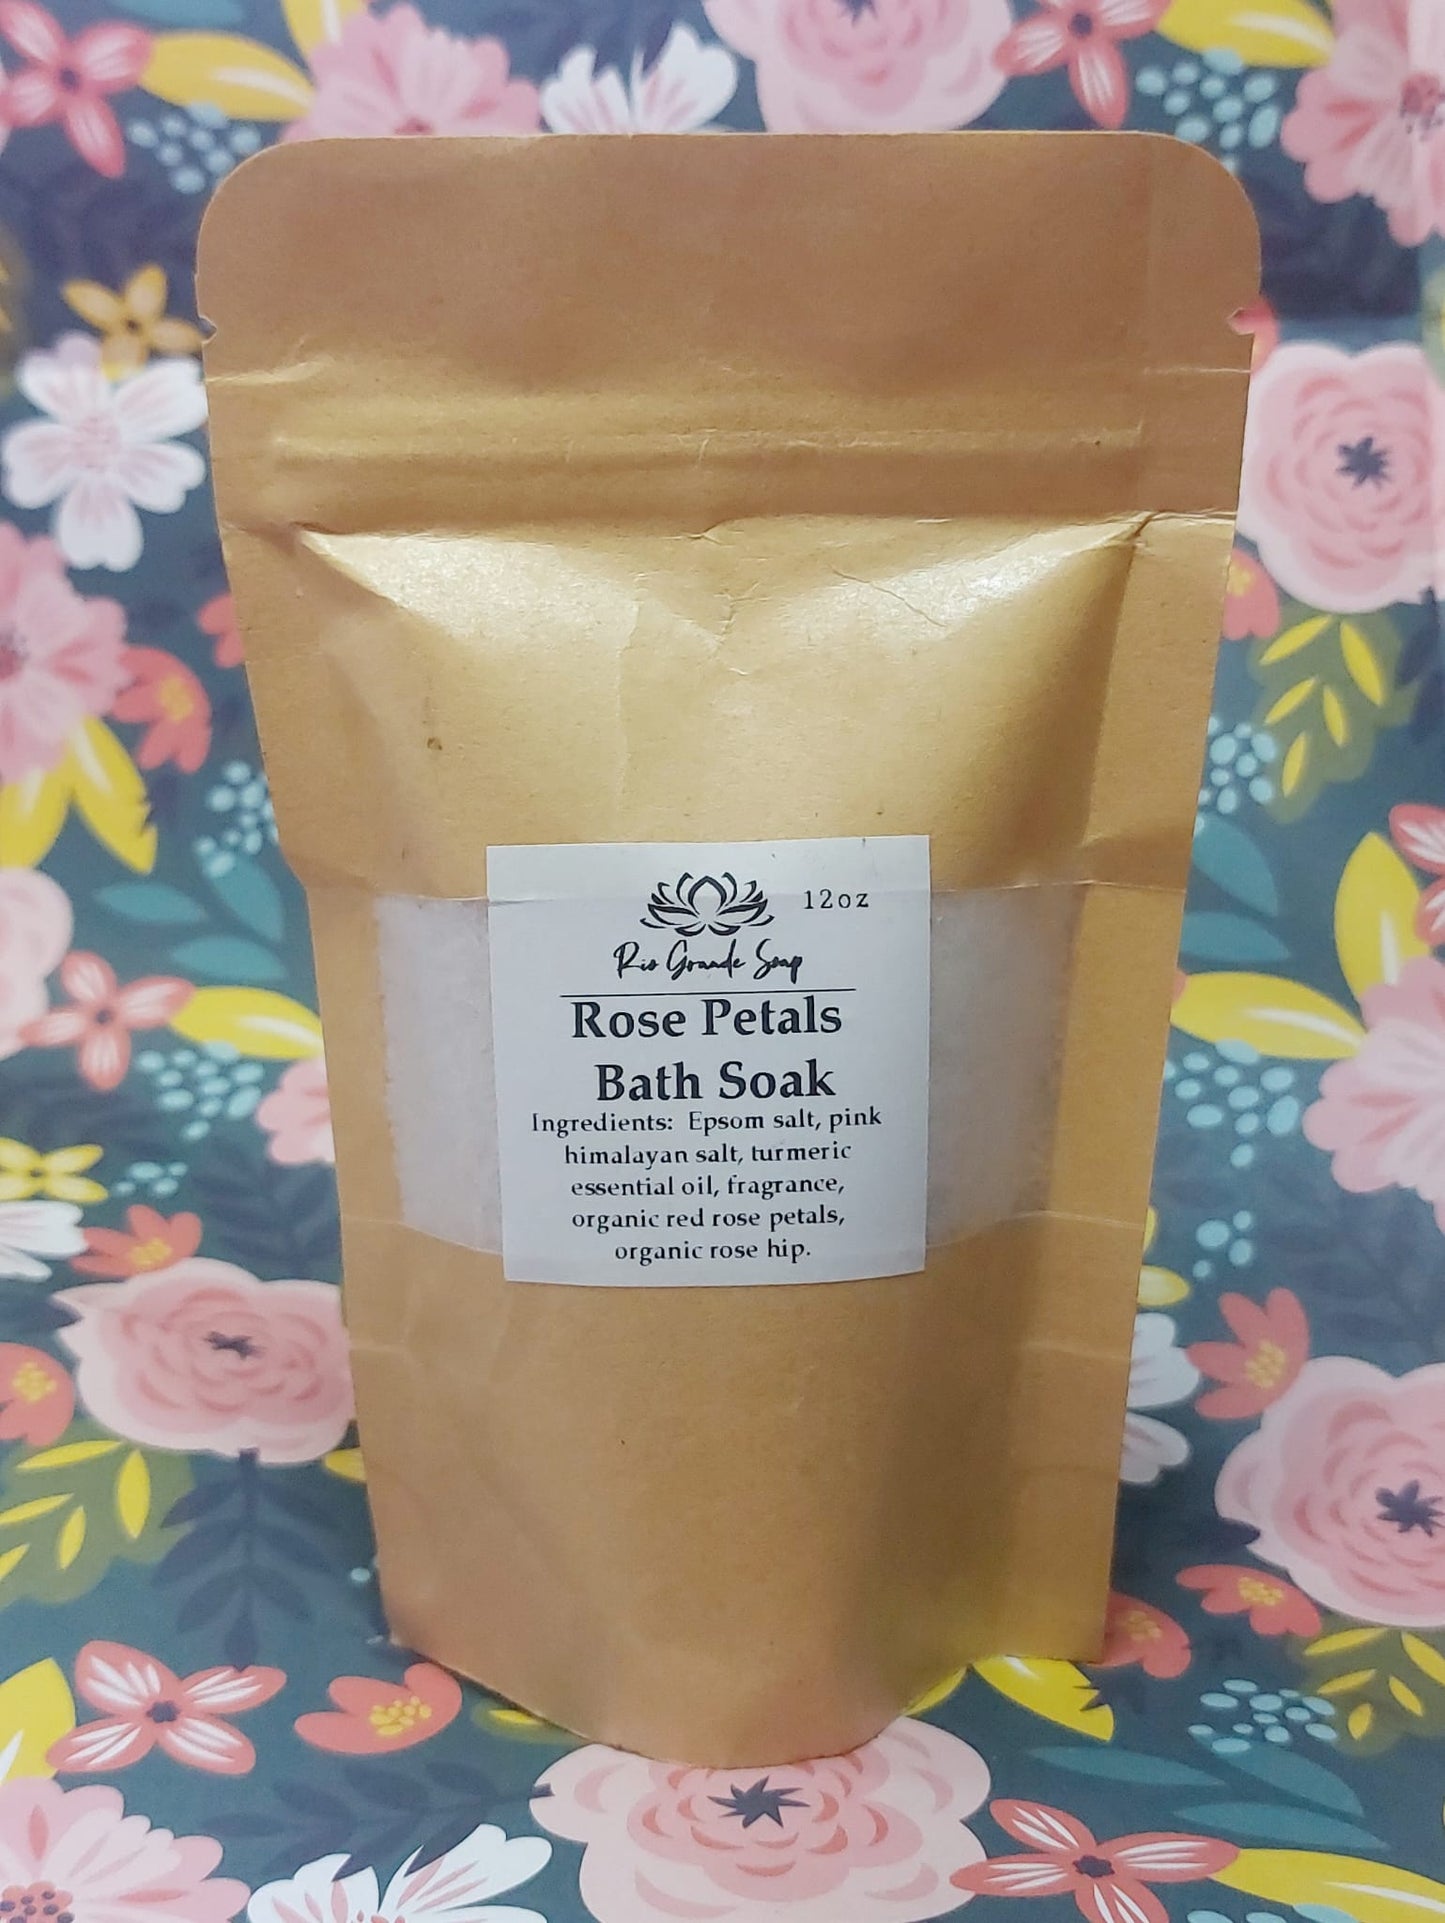 12oz
Rio Grande Soap
Rose Petals
Bath Soak
Ingredients: Epsom salt, pink
himalayan salt, turmeric
essential oil, fragrance,
organic red rose petals,
organic rose hip.